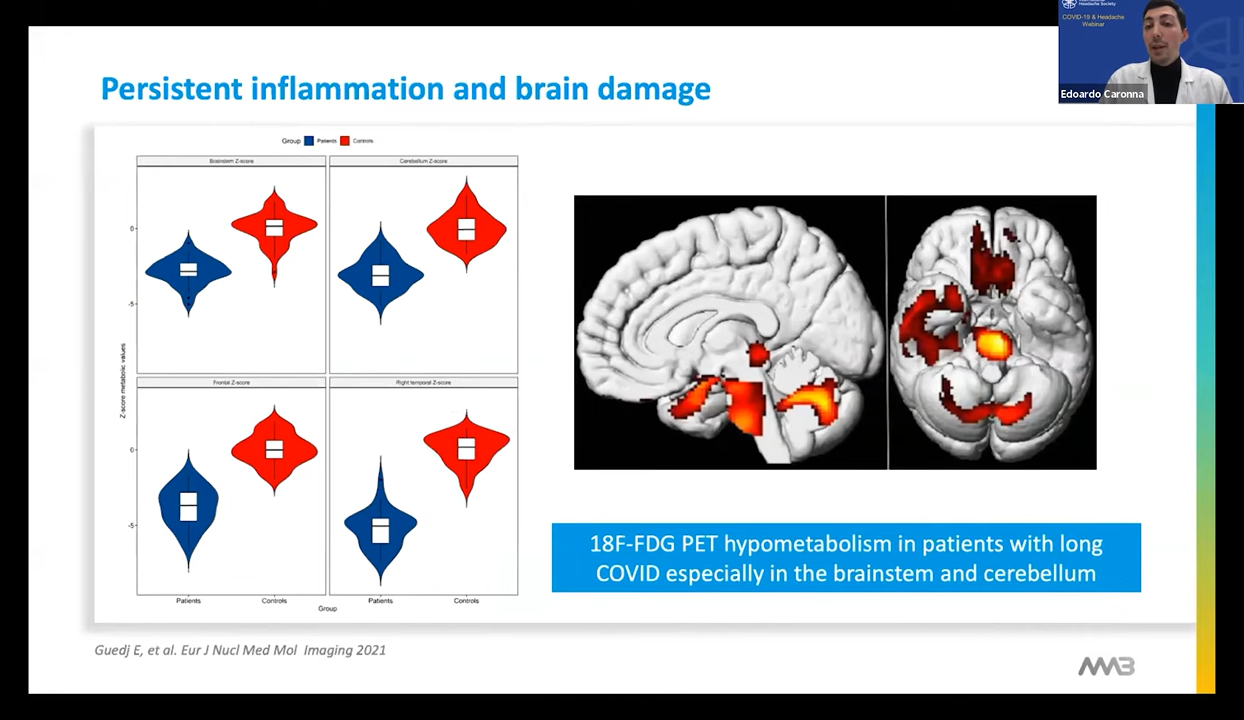 Headache Society
COVID-19 & Headache
Webinar
Edoardo Caronna
Persistent inflammation and brain damage
Group Patients Controls
Brainstem Z-score
Cerebellum Z-score
0
-5
Z-score metabolic values
Frontal Z-score
Right temporal Z-score
0
-5
Patients Controls Patients Controls
Group
18F-FDG PET hypometabolism in patients with long
COVID especially in the brainstem and cerebellum
Guedj E, et al. Eur J Nucl Med Mol Imaging 2021